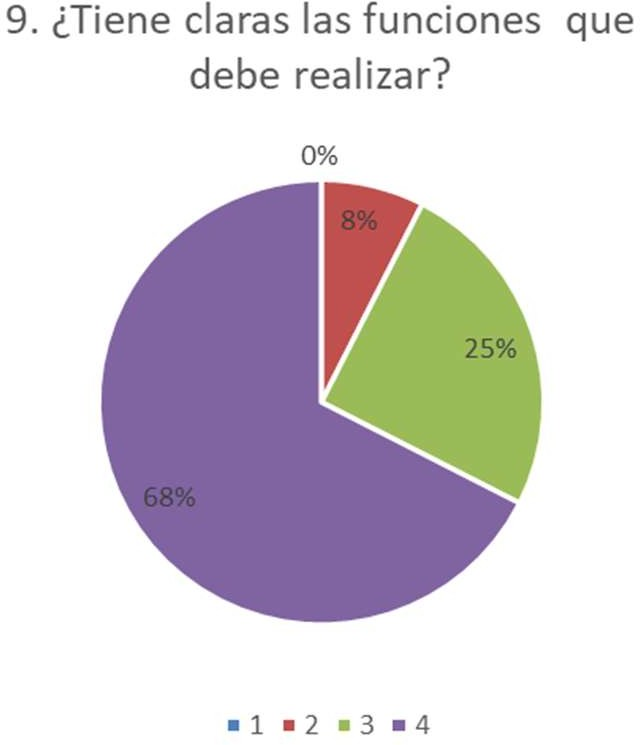 9. ¿Tiene claras las funciones que
debe realizar?
0%
8%
25%
68%
1 2 3 4